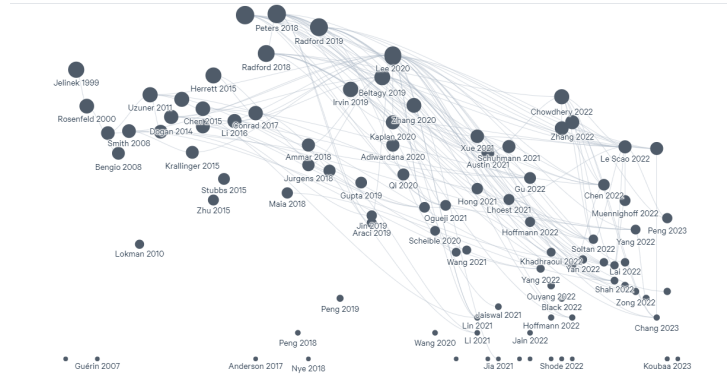 Peters 2018
Radford 2019
Radford 2018
Lee 2020
Jelinek 1999
Herrett 2015
Beltagy 2019
Irvin 2019
Uzuner 2011
Chowdhery 2022
Rosenfeld 2000
Chen 2015
Conrad 2017
Zhang 2020
Dogan 2014
Li 2016
Kaplan 2020
Zhang 2022
Smith 2008
Xue 2021
Ammar 2018
Adiwardana 2020
Schuhmann 2021
Le Scao 2022
Bengio 2008
Krallinger 2015
Austin 2021
Jurgens 2018
Stubbs 2015
Qi 2020
Gu 2022
Gupta 2019
Chen 2022
Maia 2018
Hong 2021
Zhu 2015
Lhoest 2021
Muennighoff 2022
Ogueji 2021
Jin 2019
Hoffmann 2022
Peng 2023
Araci 2019
Scheible 2020
Yang 2022
Soltan 2022
Lokman 2010
Wang 2021
Khadhraoui 2022
Yan 2022
Lal 2022
Yang 2022
Shah 2022
Ouyang 2022
Zong 2022
Peng 2019
Black 2022
Jaiswal 2021
Lin 2021
Hoffmann 2022
Chang 2023
Peng 2018
Wang 2020
Li 2021
Jain 2022
Guérin 2007
Anderson 2017
Nye 2018
Jia 2021
Shode 2022
Koubaa 2023